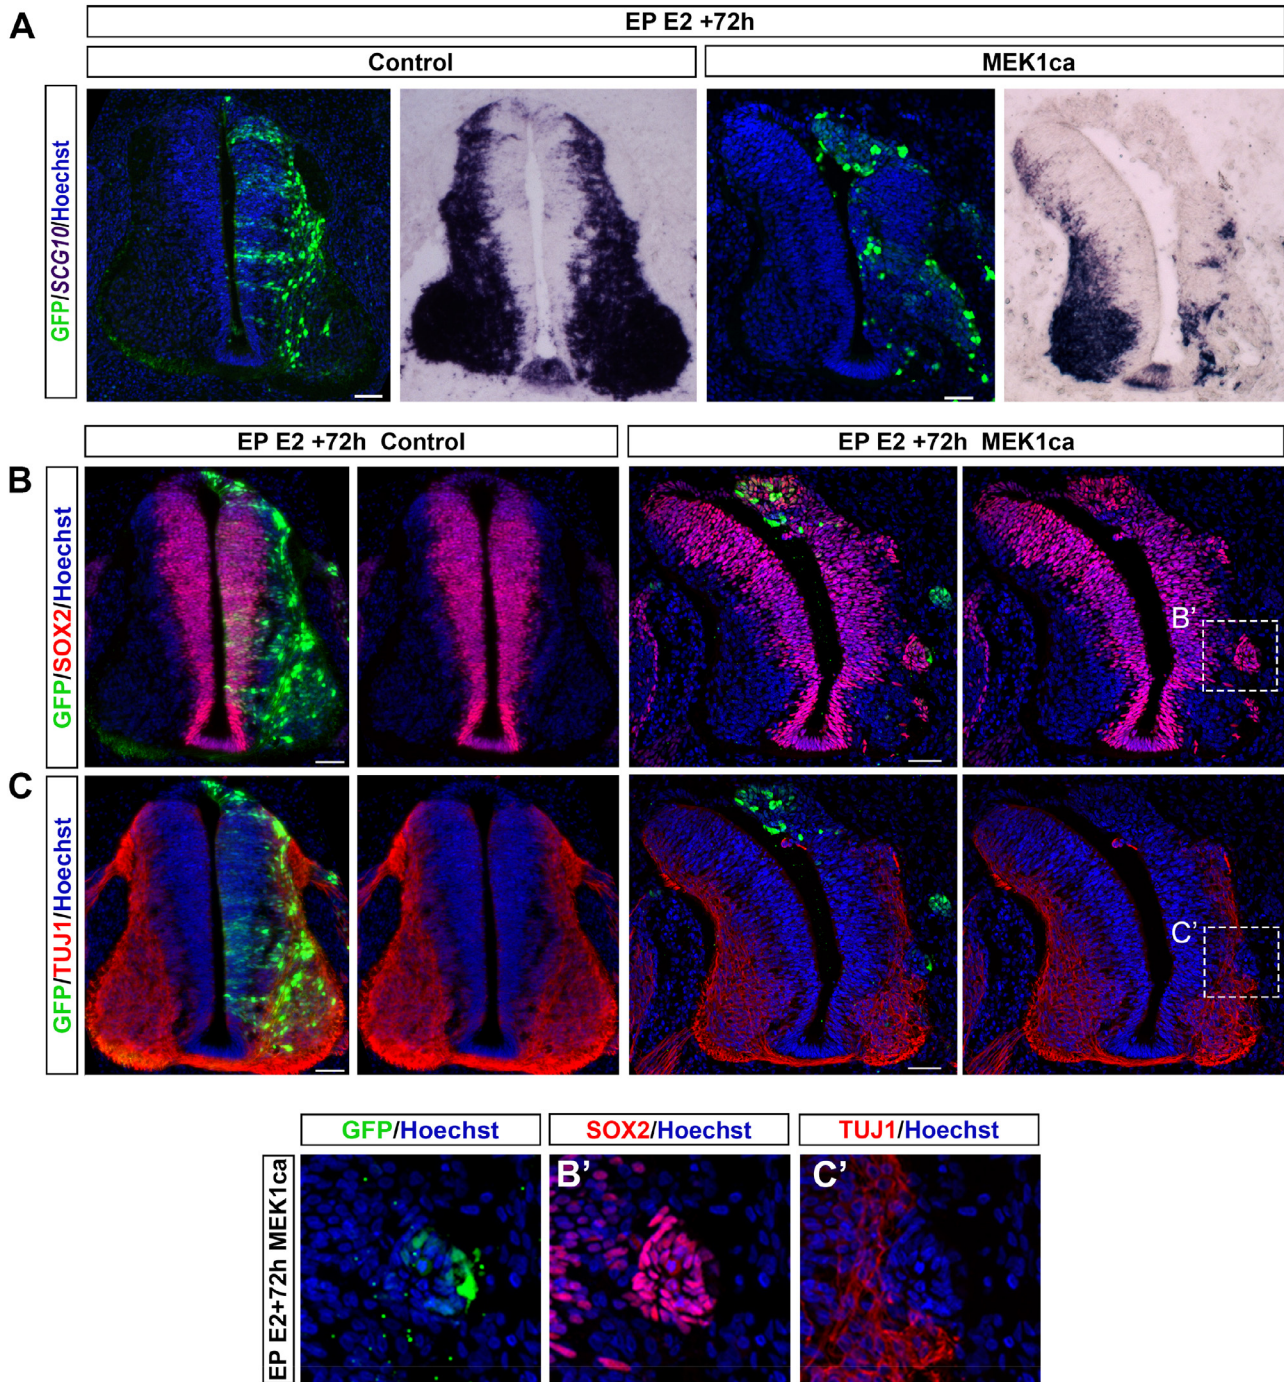 A
EP E2 +72h
Control
MEK1ca
GFP/SCG10/Hoechst
EP E2 +72h Control
EP E2 +72h MEK1ca
B
GFP/SOX2/Hoechst
B’
C
GFP/TUJ1/Hoechst
C’
GFP/Hoechst
SOX2/Hoechst
TUJ1/Hoechst
EP E2+72h MEK1ca
B’
C’